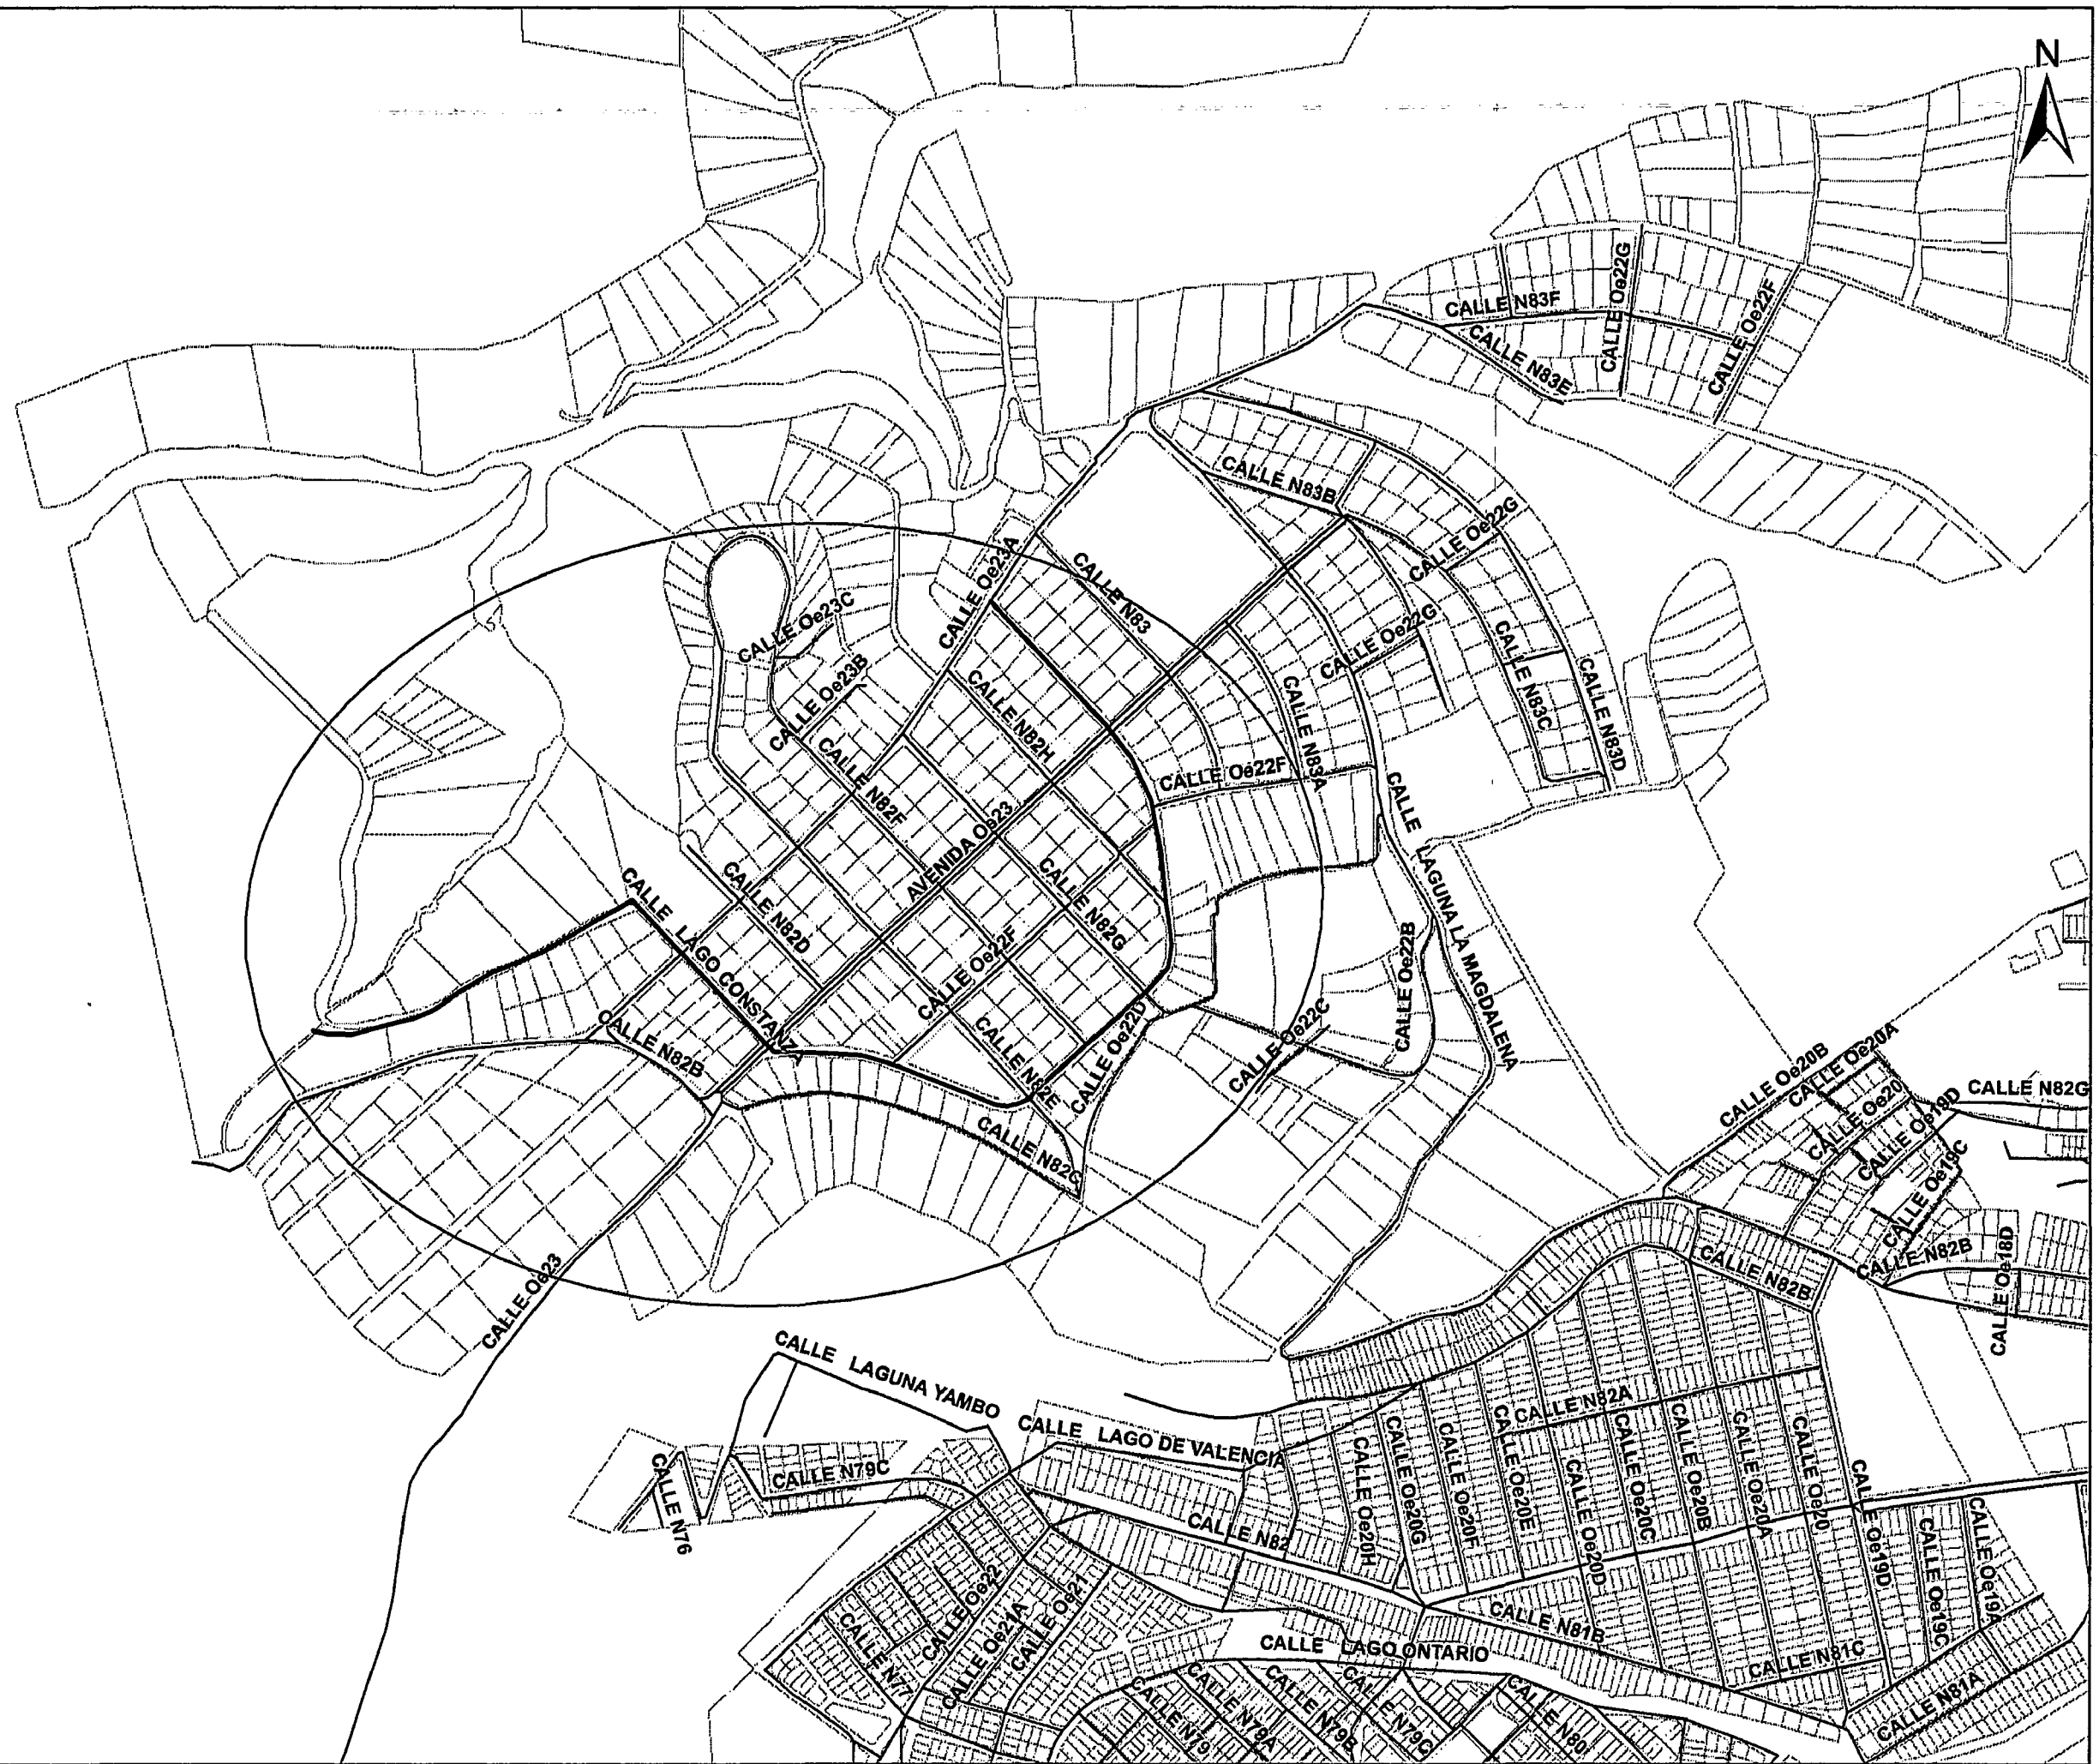 N
CALLE N83F
CALLE Oe22G
CALLE Oe22F
CALLE N83E
CALLE N83B
CALLE Oe22G
CALLE Oe23A
CALLE N83
CALLE Oe23C
CALLE Oe22G
CALLE N83C
CALLE N83D
CALLE Oe23B
CALLE N82H
CALLE N83A
CALLE N82F
CALLE Oe22F
CALLE LAGUNA LA MAGDALENA
AVENIDA Oe23
CALLE N82D
CALLE N82G
CALLE LAGO CONSTANZA
CALLE Oe22F
CALLE Oe22B
CALLE N82B
CALLE N82E
CALLE Oe22D
CALLE Oe22C
CALLE N82C
CALLE Oe20B
CALLE Oe20A
CALLE Oe20
CALLE Oe19D
CALLE N82G
CALLE Oe19C
CALLE N82B
CALLE N82B
CALLE Oe18D
CALLE Oe23
CALLE LAGUNA YAMBO
CALLE LAGO DE VALENCIA
CALLE N82A
CALLE N79C
CALLE N76
CALLE Oe20H
CALLE Oe20G
CALLE Oe20F
CALLE Oe20E
CALLE Oe20D
CALLE Oe20C
CALLE Oe20B
CALLE Oe20A
CALLE Oe20
CALLE Oe19D
CALLE Oe19C
CALLE Oe19A
CALLE N82
CALLE Oe22
CALLE Oe21A
CALLE Oe21
CALLE N77
CALLE N81B
CALLE LAGO ONTARIO
CALLE N81C
CALLE N81A
CALLE N79
CALLE N79A
CALLE N79B
CALLE N79C
CALLE N80